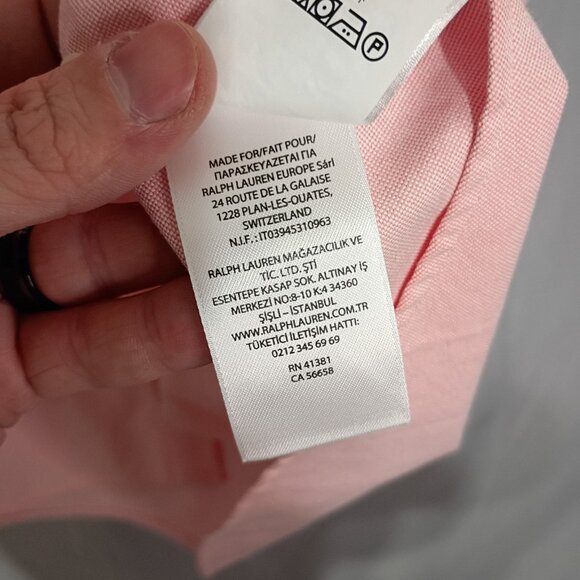 P
MADE FOR/FAIT POUR/
ΠΑΡΑΣΚΕΥΑΖΕΤΑΙ ΓΙΑ
RALPH LAUREN EUROPE Sárl
24 ROUTE DE LA GALAISE
1228 PLAN-LES-OUATES,
SWITZERLAND
N.I.F.:IT03945310963
RALPH LAUREN MAĞAZACILIK VE
TİC. LTD. ŞTİ
ESENTEPE KASAP SOK. ALTINAY İŞ
MERKEZİ NO:8-10 K:4 34360
ŞİŞLİ – İSTANBUL
WWW.RALPHLAUREN.COM.TR
TÜKETİCİ İLETİŞİM HATTI:
0212 345 69 69
RN 41381
CA 56658